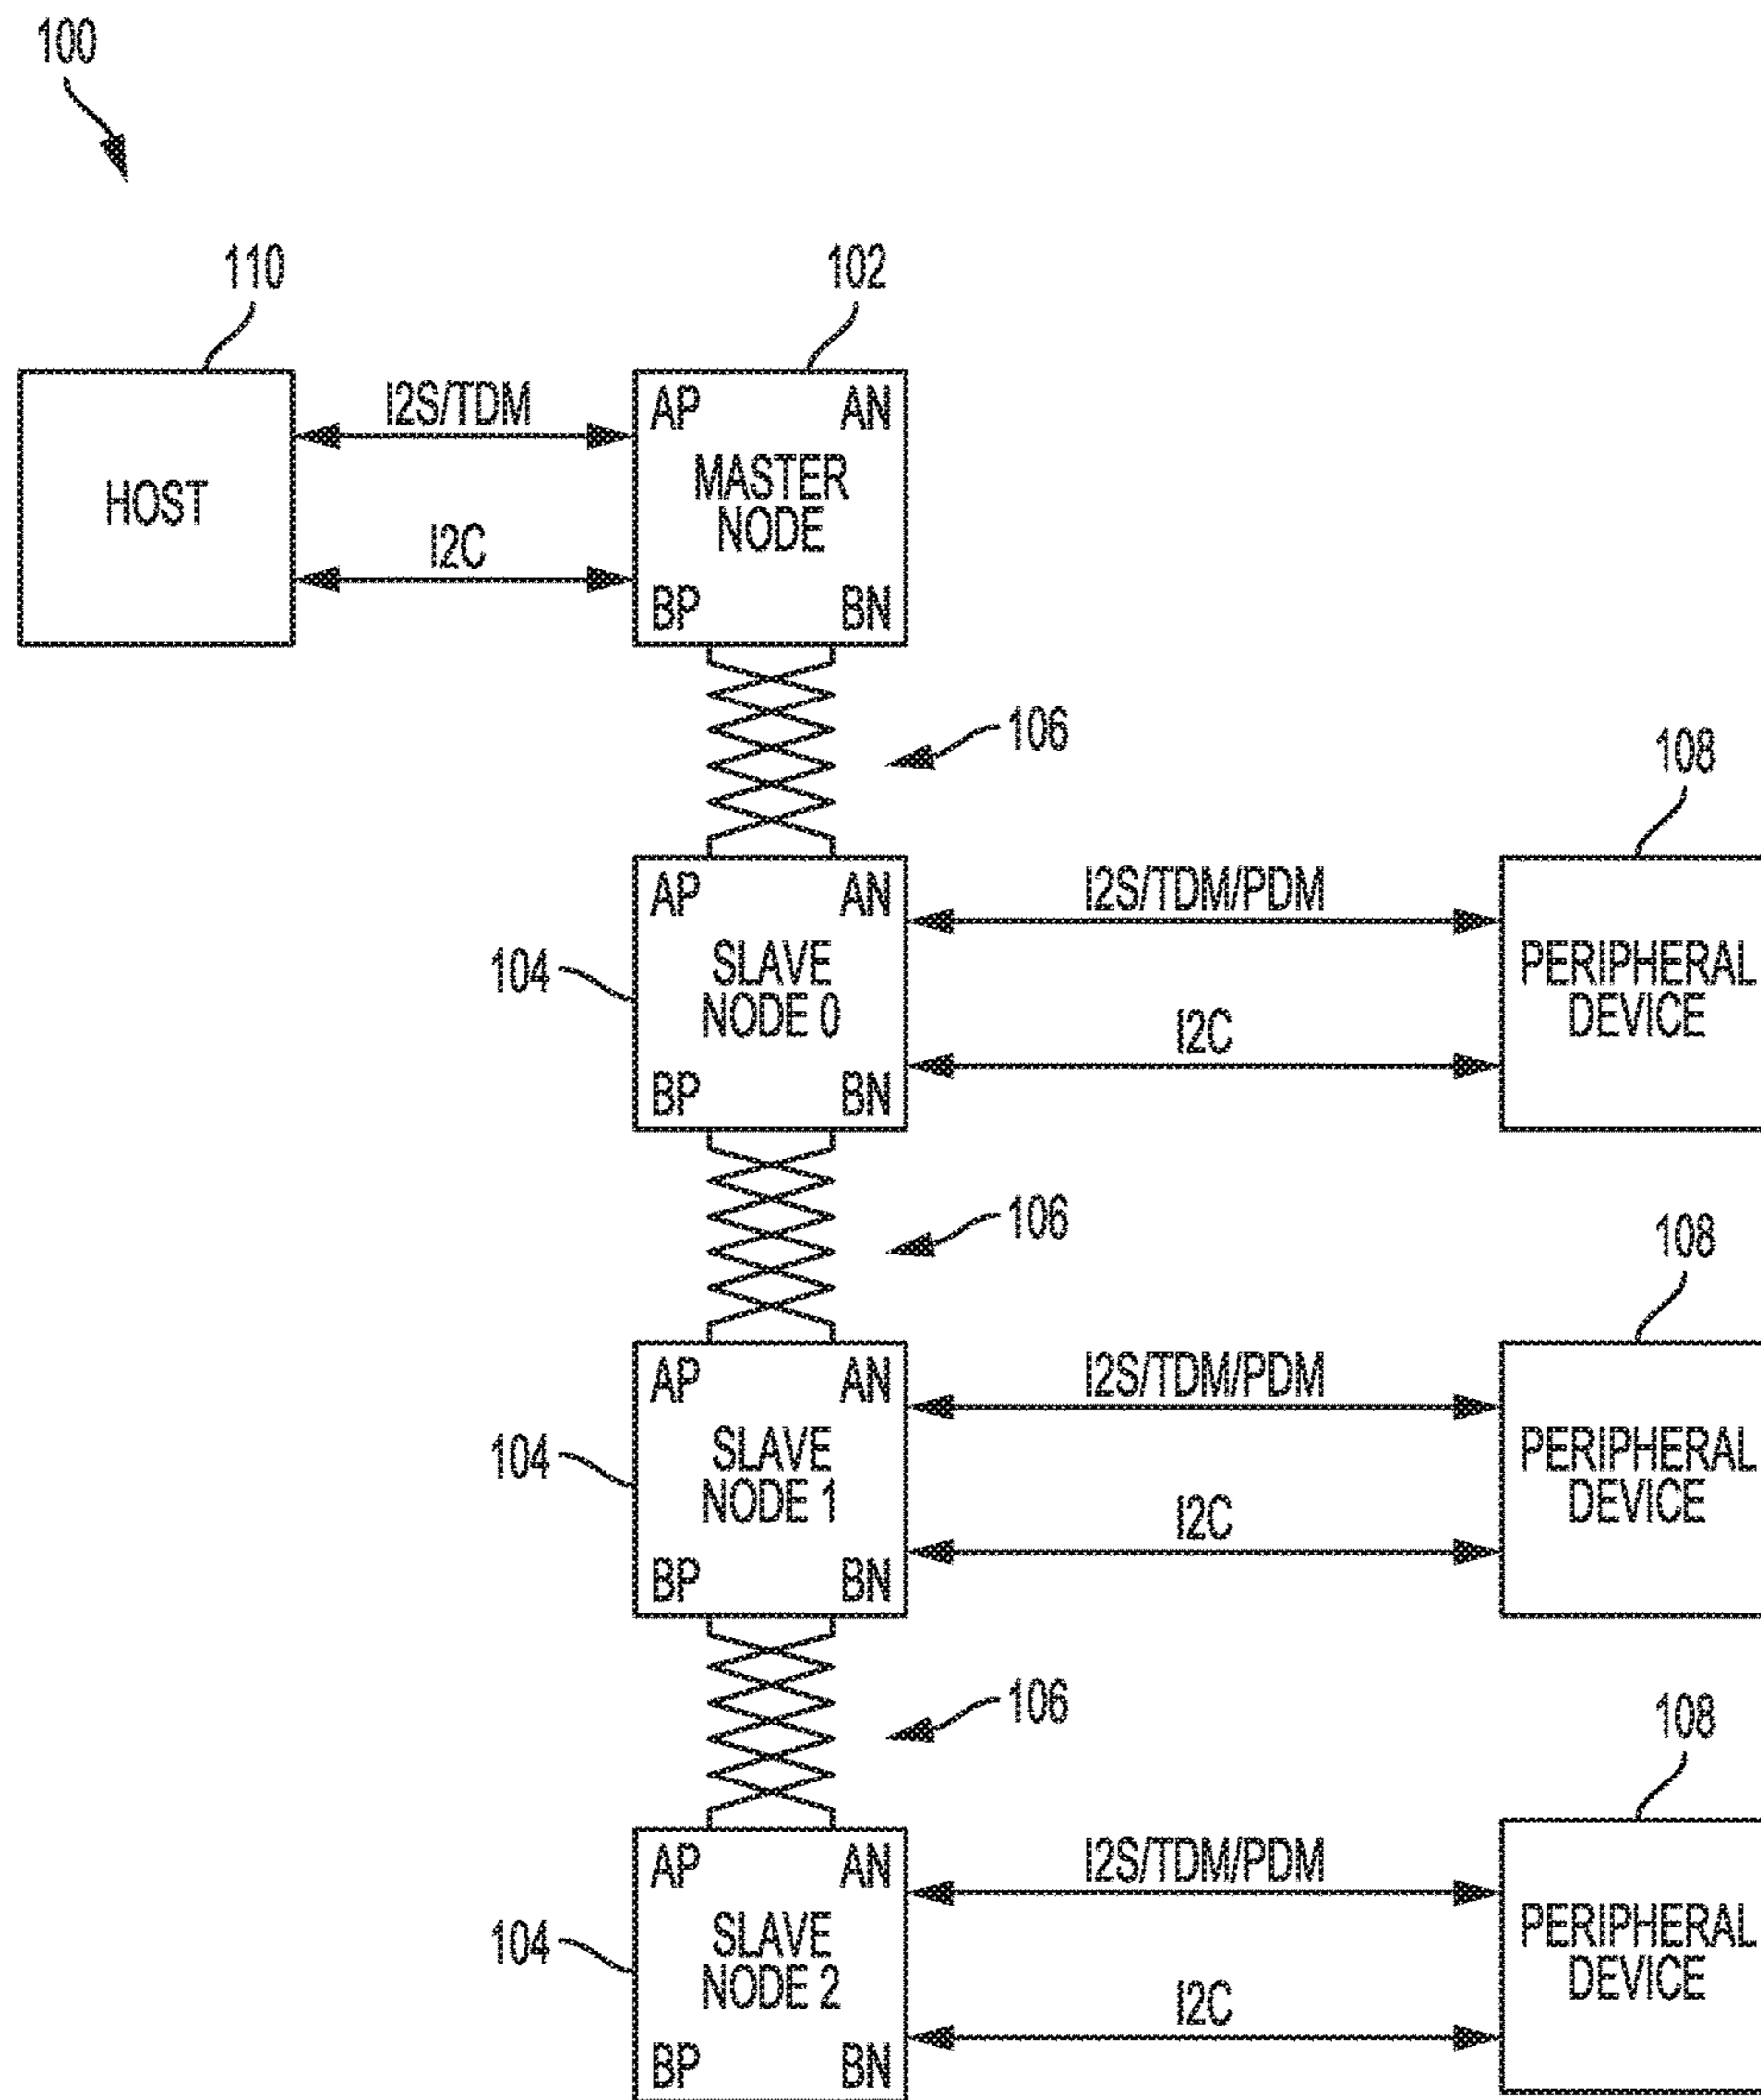 100
110
102
HOST
I2S/TDM
I2C
AP
AN
MASTER
NODE
BP
BN
106
108
AP
AN
I2S/TDM/PDM
104
SLAVE
NODE 0
I2C
PERIPHERAL
DEVICE
BP
BN
106
108
AP
AN
I2S/TDM/PDM
104
SLAVE
NODE 1
I2C
PERIPHERAL
DEVICE
BP
BN
106
108
AP
AN
I2S/TDM/PDM
104
SLAVE
NODE 2
I2C
PERIPHERAL
DEVICE
BP
BN